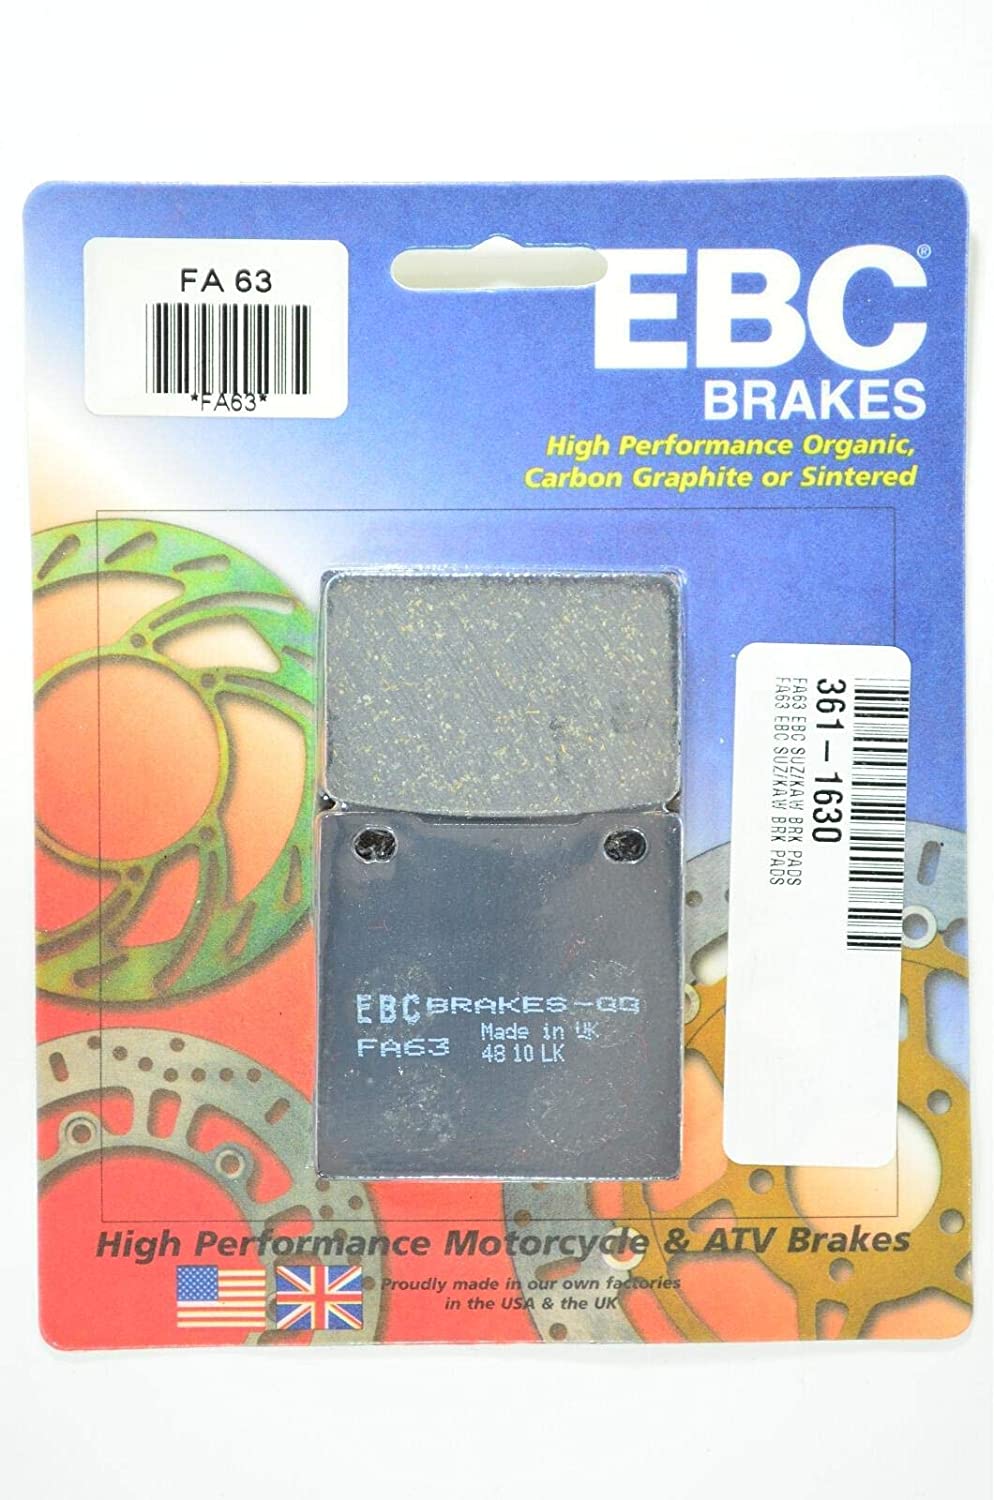 FA 63
*FA63*
EBC®
BRAKES
High Performance Organic,
Carbon Graphite or Sintered
361-1630
FA63 EBC SUZ/KAW BRK PADS
FA63 EBC SUZ/KAW BRK PADS
EBC BRAKES-GG
Made in UK
FA63
48 10 LK
High Performance Motorcycle & ATV Brakes
Proudly made in our own factories
in the USA & the UK